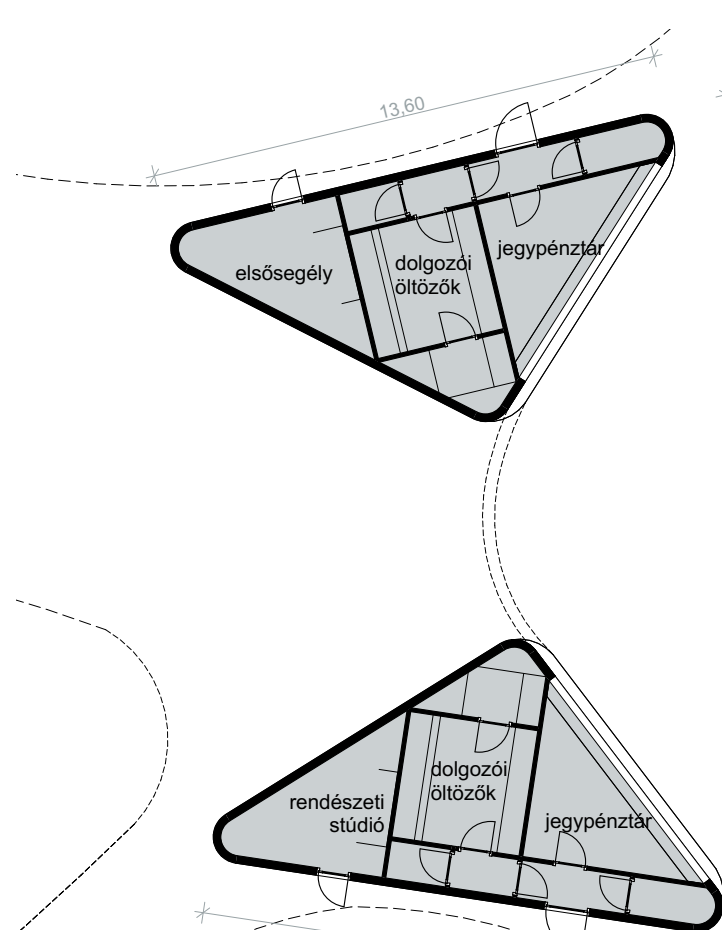 13,60
elsősegély
dolgozói
öltözők
jegypénztár
dolgozói
öltözők
rendészeti
stúdió
jegypénztár